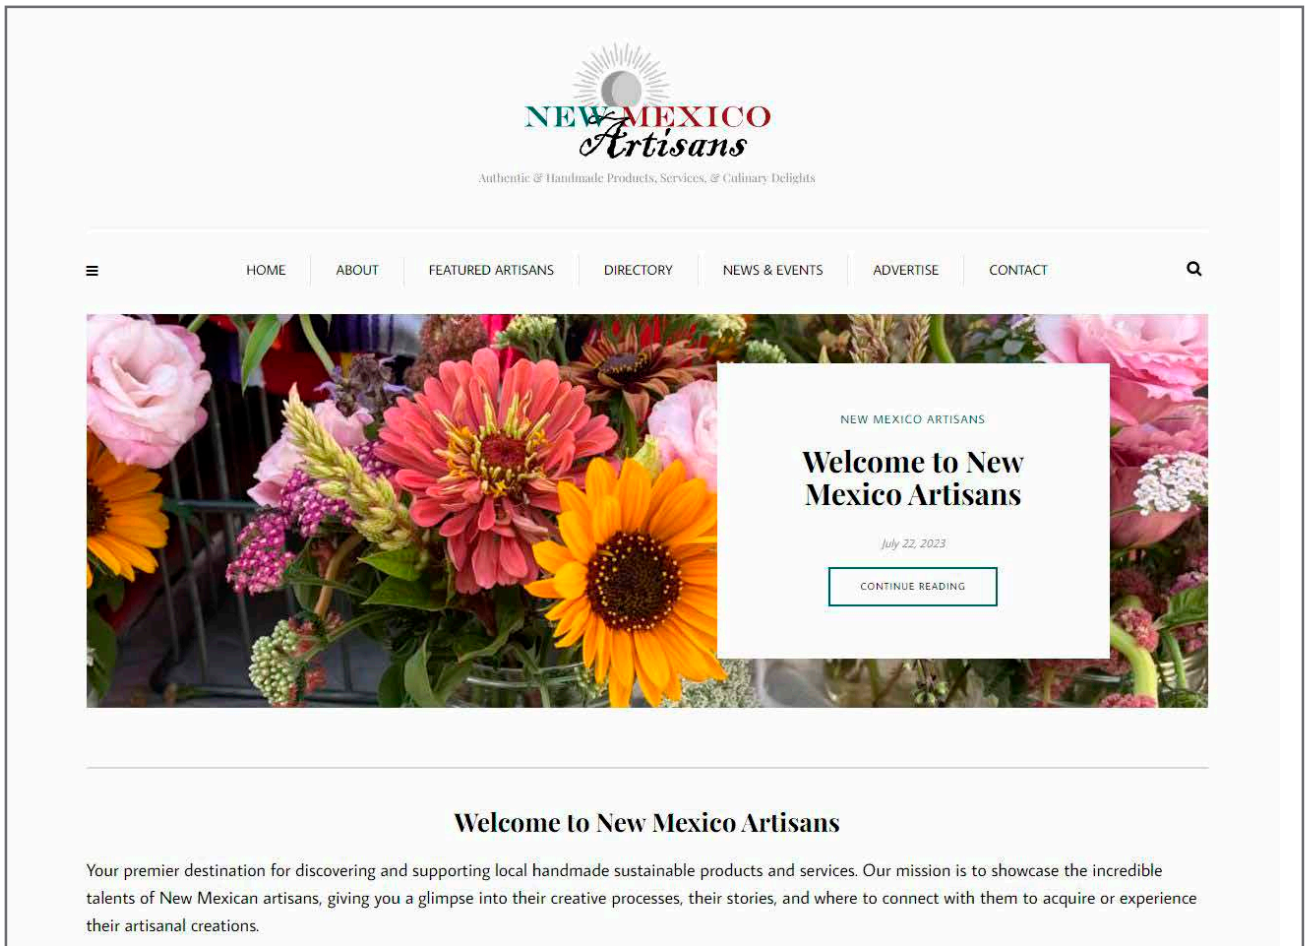 NEW MEXICO
Artisans
Authentic & Handmade Products, Services, & Culinary Delights
HOME
ABOUT
FEATURED ARTISANS
DIRECTORY
NEWS & EVENTS
ADVERTISE
CONTACT
NEW MEXICO ARTISANS
Welcome to New
Mexico Artisans
July 22, 2023
CONTINUE READING
Welcome to New Mexico Artisans
Your premier destination for discovering and supporting local handmade sustainable products and services. Our mission is to showcase the incredible
talents of New Mexican artisans, giving you a glimpse into their creative processes, their stories, and where to connect with them to acquire or experience
their artisanal creations.